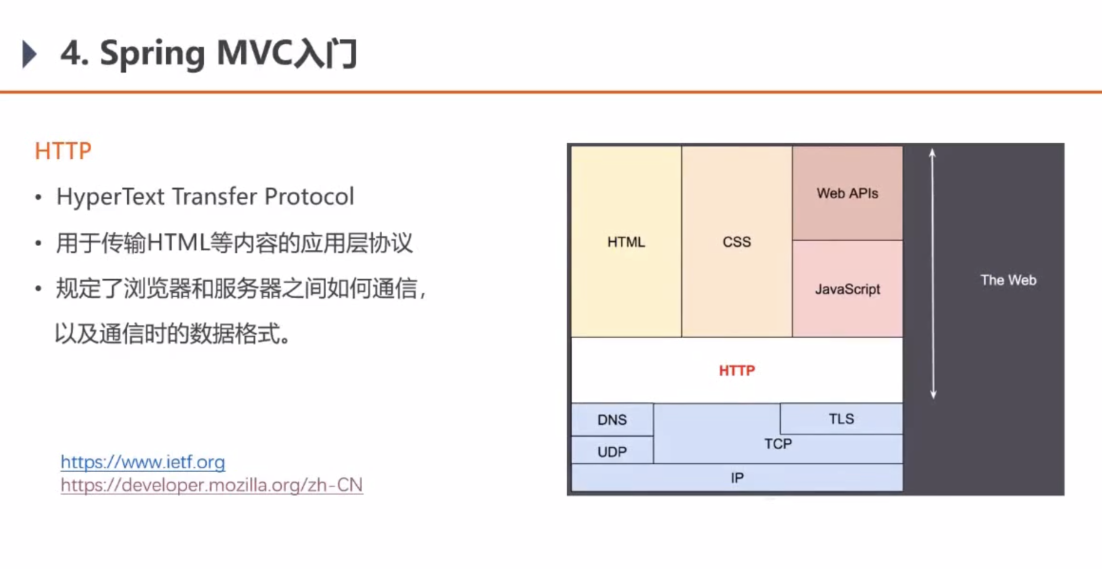 4. Spring MVC入门
HTTP
• HyperText Transfer Protocol
• 用于传输HTML等内容的应用层协议
• 规定了浏览器和服务器之间如何通信，
以及通信时的数据格式。
https://www.ietf.org
https://developer.mozilla.org/zh-CN
HTML
CSS
Web APIs
JavaScript
The Web
HTTP
DNS
TLS
TCP
UDP
IP